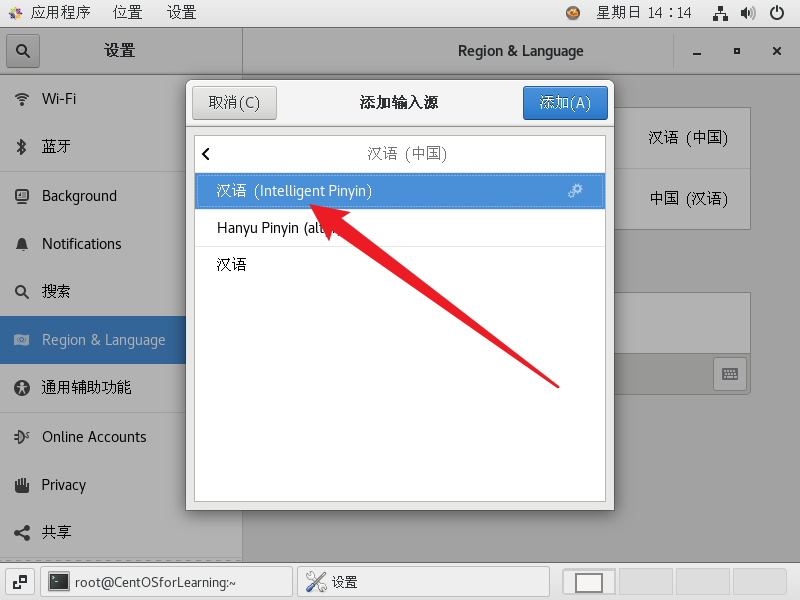 应用程序 位置 设置 星期日 14:14
设置 Region & Language
Wi-Fi
蓝牙
Background
Notifications
搜索
Region & Language
通用辅助功能
Online Accounts
Privacy
共享
取消(C) 添加输入源 添加(A)
汉语 (中国)
汉语 (Intelligent Pinyin)
Hanyu Pinyin (alt
汉语
汉语 (中国)
中国 (汉语)
root@CentOSforLearning:~ 设置